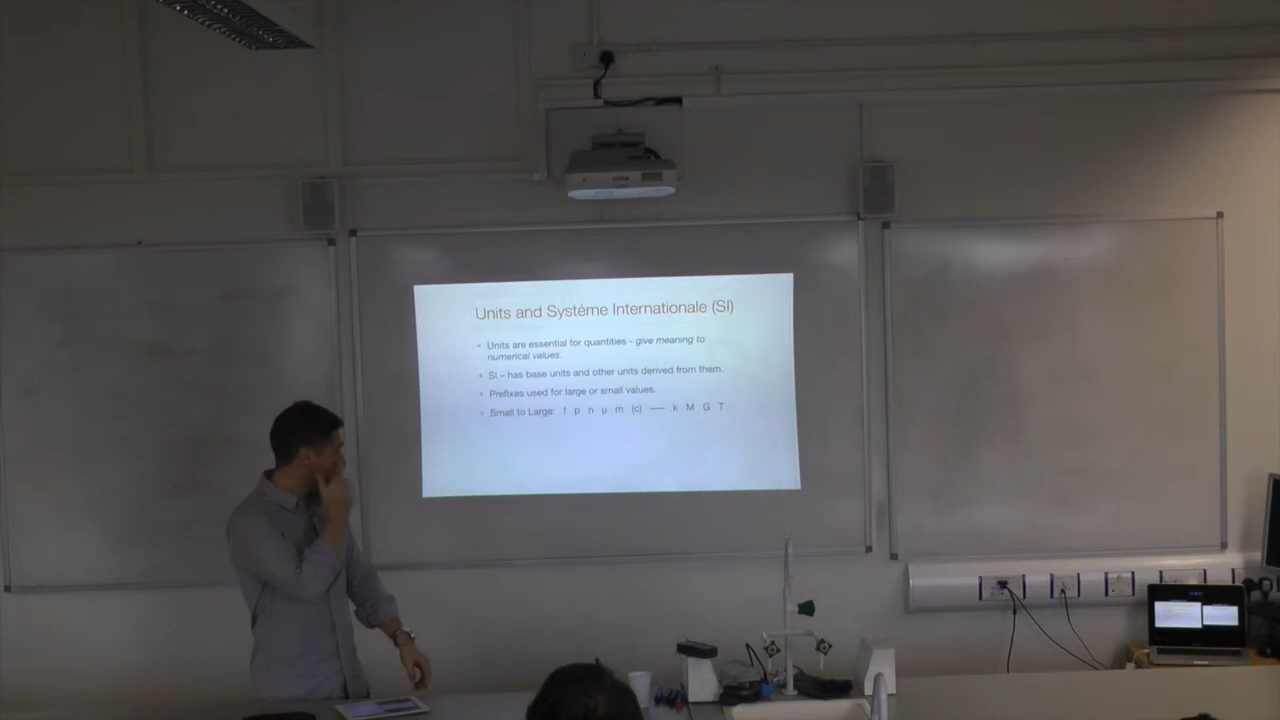 Units and Systéme Internationale (SI)
Units are essential for quantities - give meaning to
numerical values.
SI – has base units and other units derived from them.
Prefixes used for large or small values.
Small to Large: f p n µ m (c) — k M G T